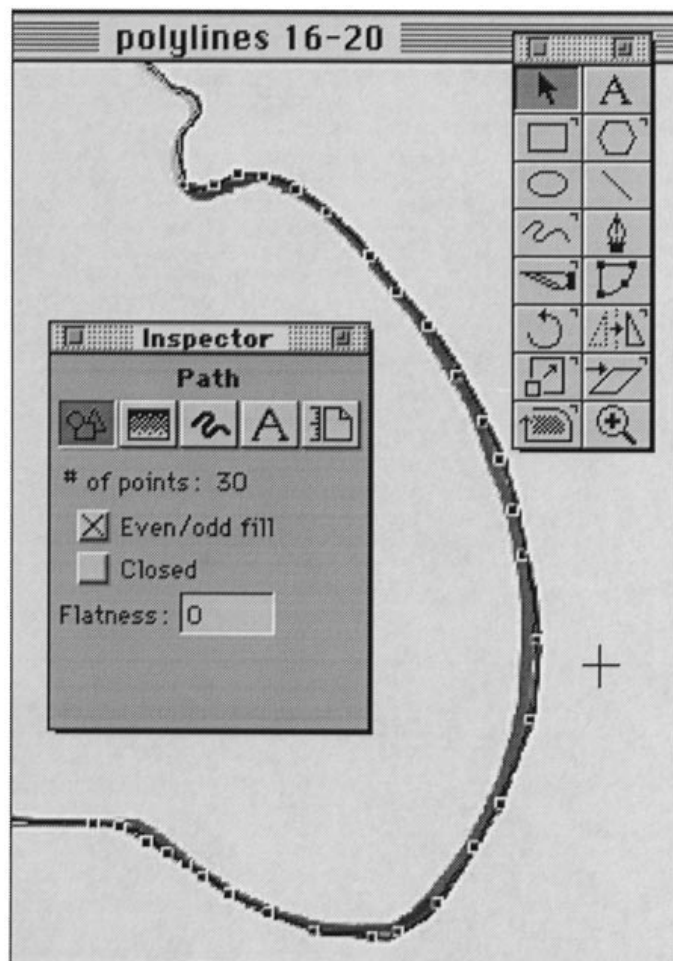 polylines 16-20
A
Inspector
Path
A
# of points: 30
Even/odd fill
Closed
Flatness: 0